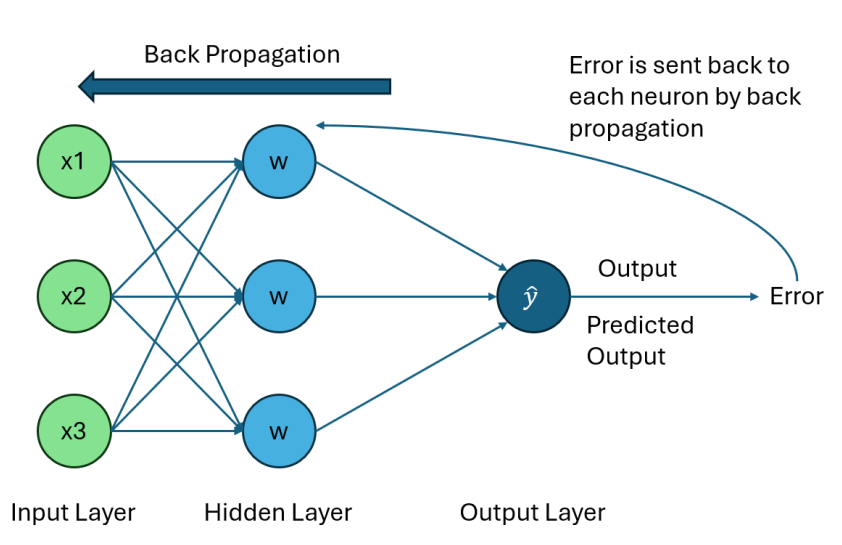 Back Propagation
Error is sent back to
each neuron by back
propagation
x1
w
x2
w
ŷ
Output
Error
Predicted
Output
x3
w
Input Layer
Hidden Layer
Output Layer